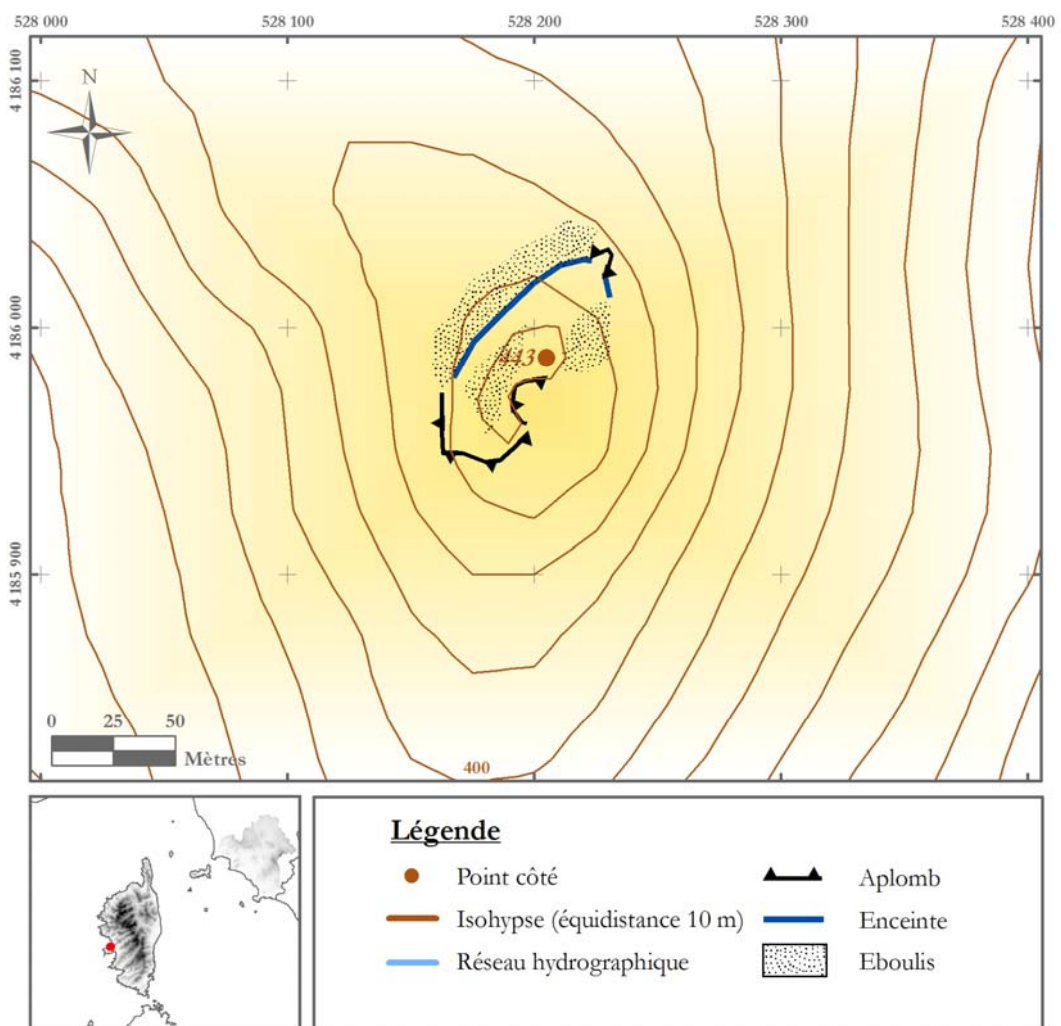 528 000 528 100 528 200 528 300 528 400
4 186 100
N
4 186 000
443
4 185 900
0 25 50
Mètres
400
Légende
Point côté
Aplomb
Isohypse (équidistance 10 m)
Enceinte
Réseau hydrographique
Eboulis